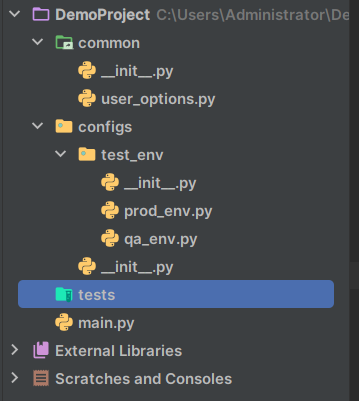 DemoProject C:\Users\Administrator\De
common
__init__.py
user_options.py
configs
test_env
__init__.py
prod_env.py
qa_env.py
__init__.py
tests
main.py
External Libraries
Scratches and Consoles